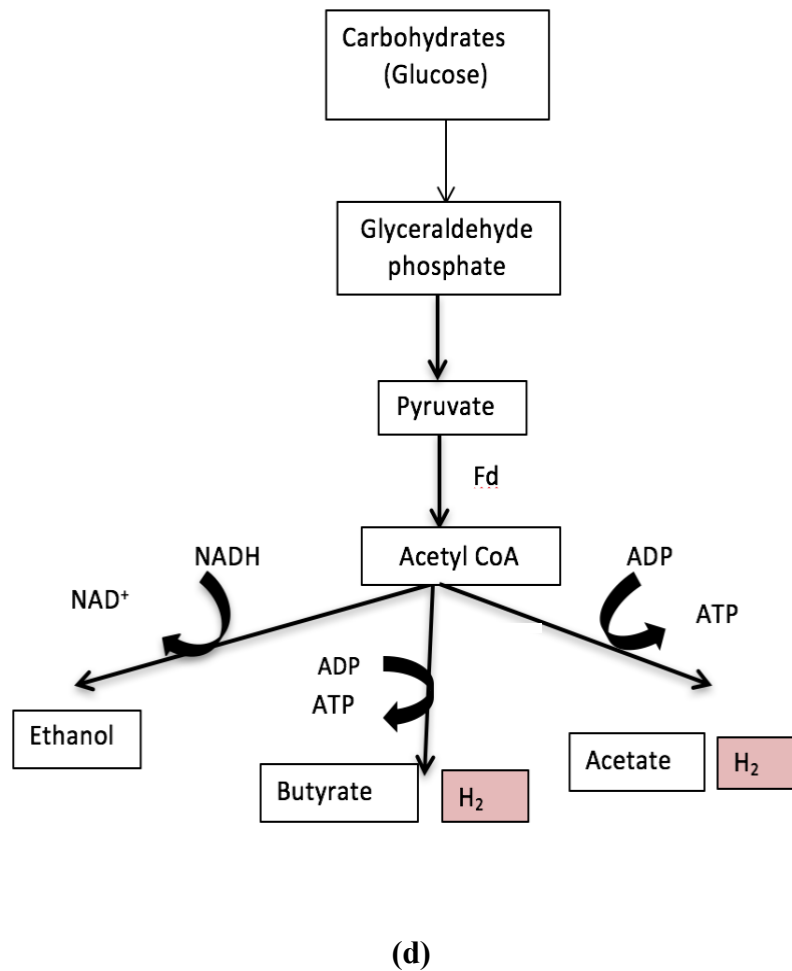 Carbohydrates
(Glucose)
Glyceraldehyde
phosphate
Pyruvate
Fd
Acetyl CoA
NADH
NAD⁺
ADP
ATP
ADP
ATP
Ethanol
Butyrate
H₂
Acetate
H₂
(d)